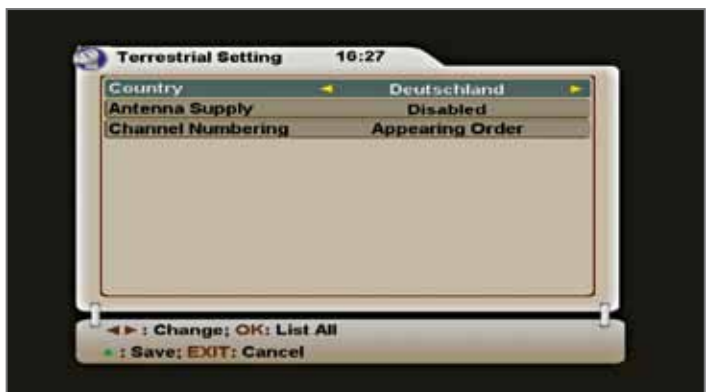 Terrestrial Setting 16:27
Country ◄ Deutschland ►
Antenna Supply Disabled
Channel Numbering Appearing Order
◄► : Change; OK: List All
● : Save; EXIT: Cancel